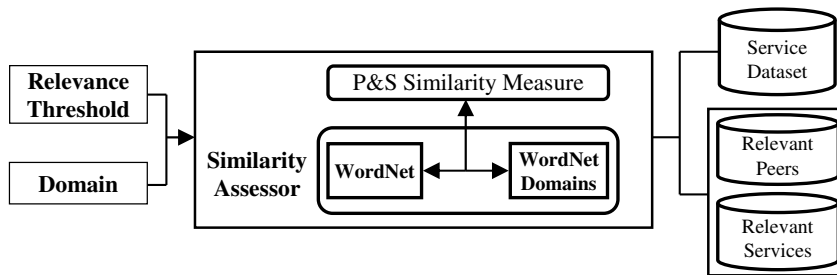 Relevance
Threshold
Domain
Similarity
Assessor
P&S Similarity Measure
WordNet
WordNet
Domains
Service
Dataset
Relevant
Peers
Relevant
Services